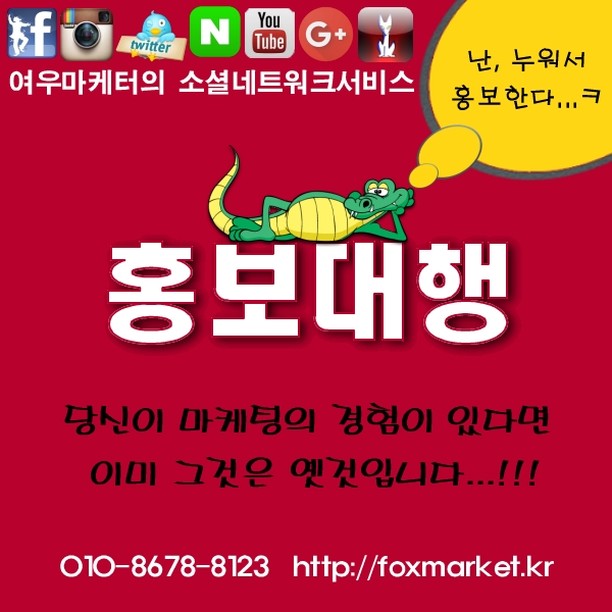 f
twitter
N
You
Tube
G+
여우마케터의 소셜네트워크서비스
난, 누워서
홍보한다...ㅋ
홍보대행
당신이 마케팅의 경험이 있다면
이미 그것은 옛것입니다...!!!
010-8678-8123 http://foxmarket.kr